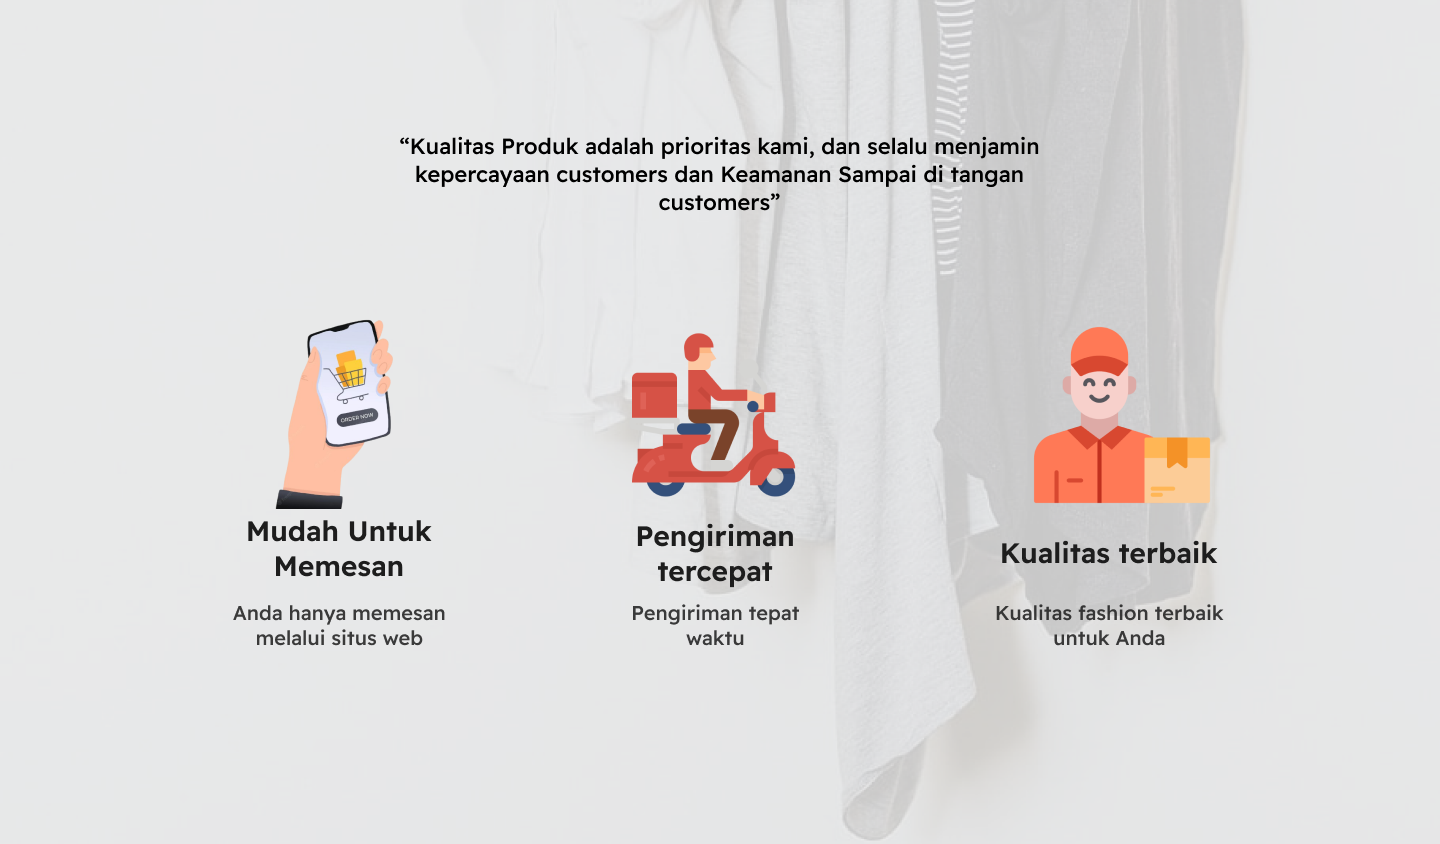 “Kualitas Produk adalah prioritas kami, dan selalu menjamin
kepercayaan customers dan Keamanan Sampai di tangan
customers”
ORDER NOW
Mudah Untuk
Memesan
Anda hanya memesan
melalui situs web
Pengiriman
tercepat
Pengiriman tepat
waktu
Kualitas terbaik
Kualitas fashion terbaik
untuk Anda